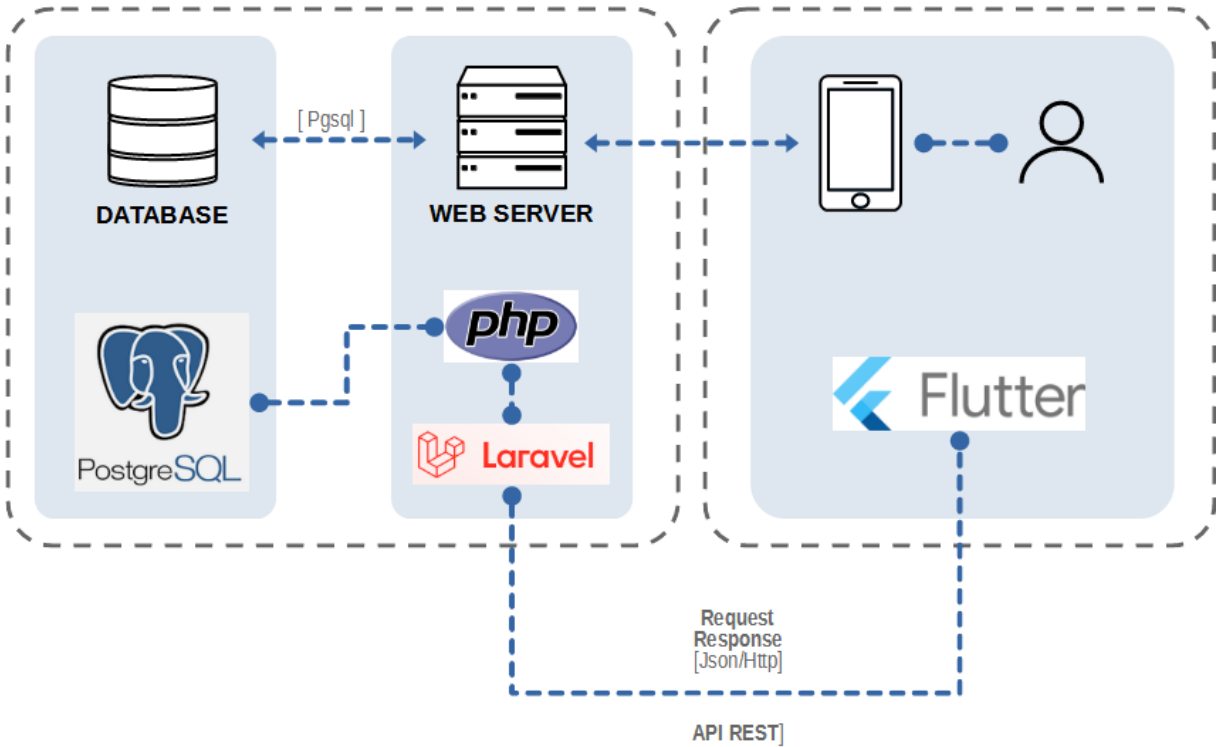 [ Pgsql ]
DATABASE
WEB SERVER
php
PostgreSQL
Laravel
Flutter
Request
Response
[Json/Http]
API REST]